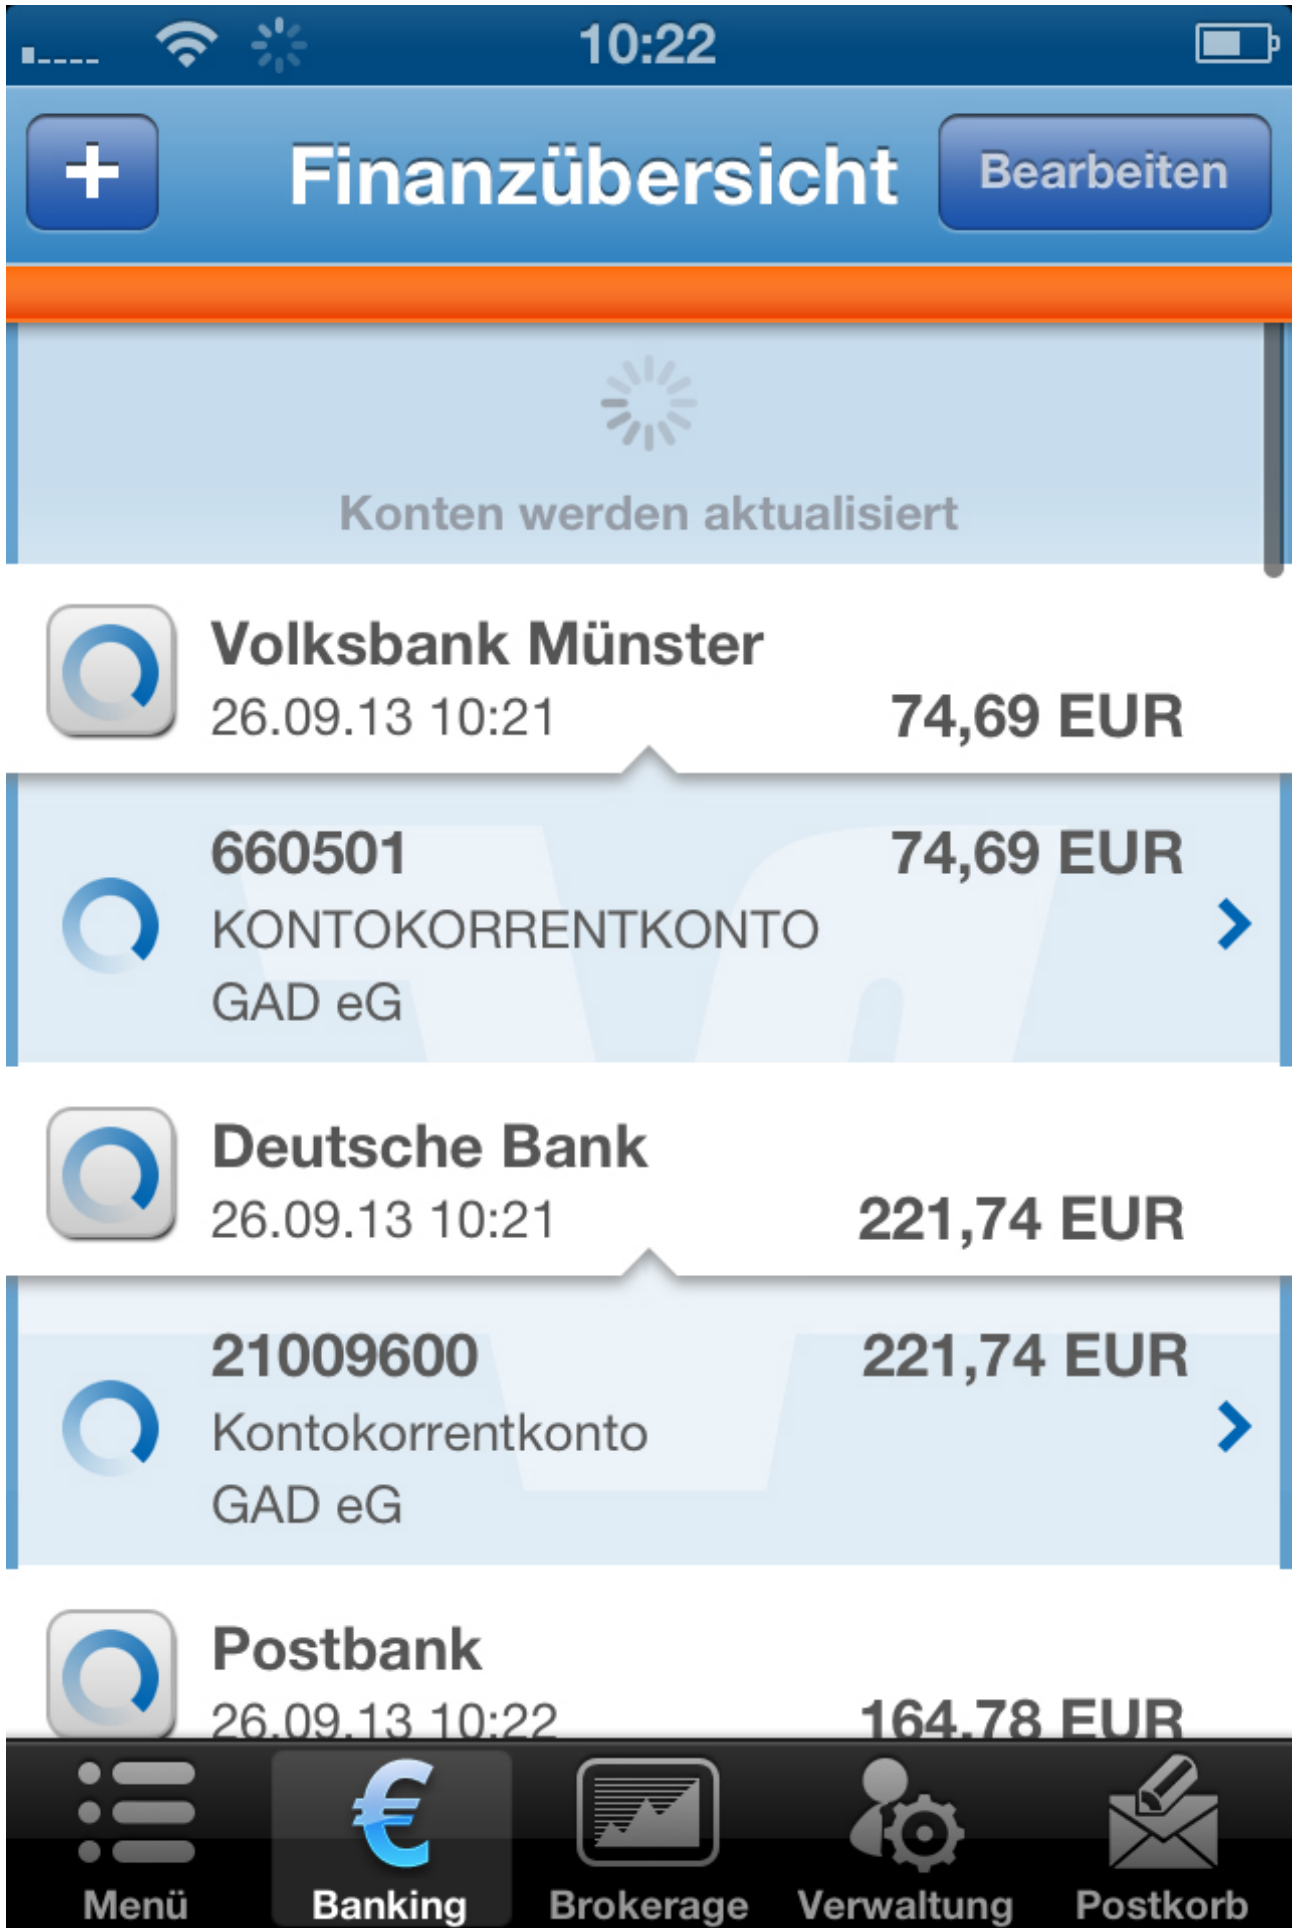 10:22
+
Finanzübersicht
Bearbeiten
Konten werden aktualisiert
Volksbank Münster
26.09.13 10:21
74,69 EUR
660501
74,69 EUR
KONTOKORRENTKONTO
GAD eG
Deutsche Bank
26.09.13 10:21
221,74 EUR
21009600
221,74 EUR
Kontokorrentkonto
GAD eG
Postbank
26.09.13 10:22
164,78 EUR
€
Menü
Banking
Brokerage
Verwaltung
Postkorb